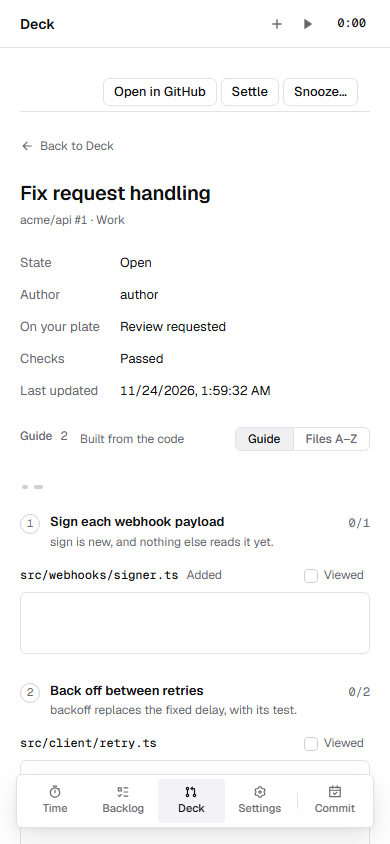 Deck
0:00
Open in GitHub
Settle
Snooze...
Back to Deck
Fix request handling
acme/api #1 · Work
State Open
Author author
On your plate Review requested
Checks Passed
Last updated 11/24/2026, 1:59:32 AM
Guide 2 Built from the code
Guide
Files A–Z
1 Sign each webhook payload 0/1
sign is new, and nothing else reads it yet.
src/webhooks/signer.ts Added Viewed
2 Back off between retries 0/2
backoff replaces the fixed delay, with its test.
src/client/retry.ts Viewed
Time
Backlog
Deck
Settings
Commit